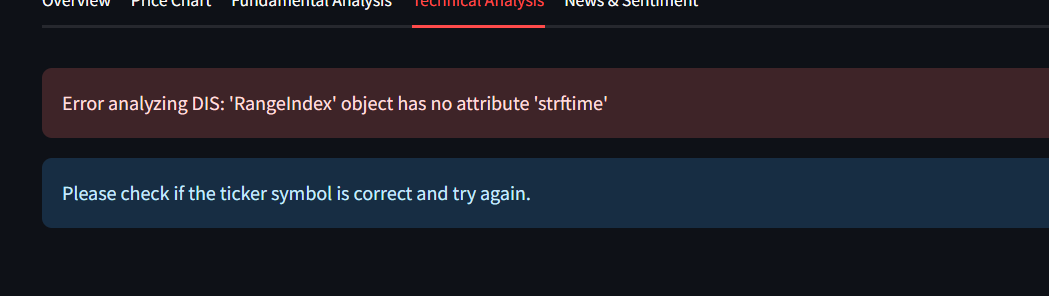 Overview Price Chart Fundamental Analysis Technical Analysis News & Sentiment
Error analyzing DIS: 'RangeIndex' object has no attribute 'strftime'
Please check if the ticker symbol is correct and try again.